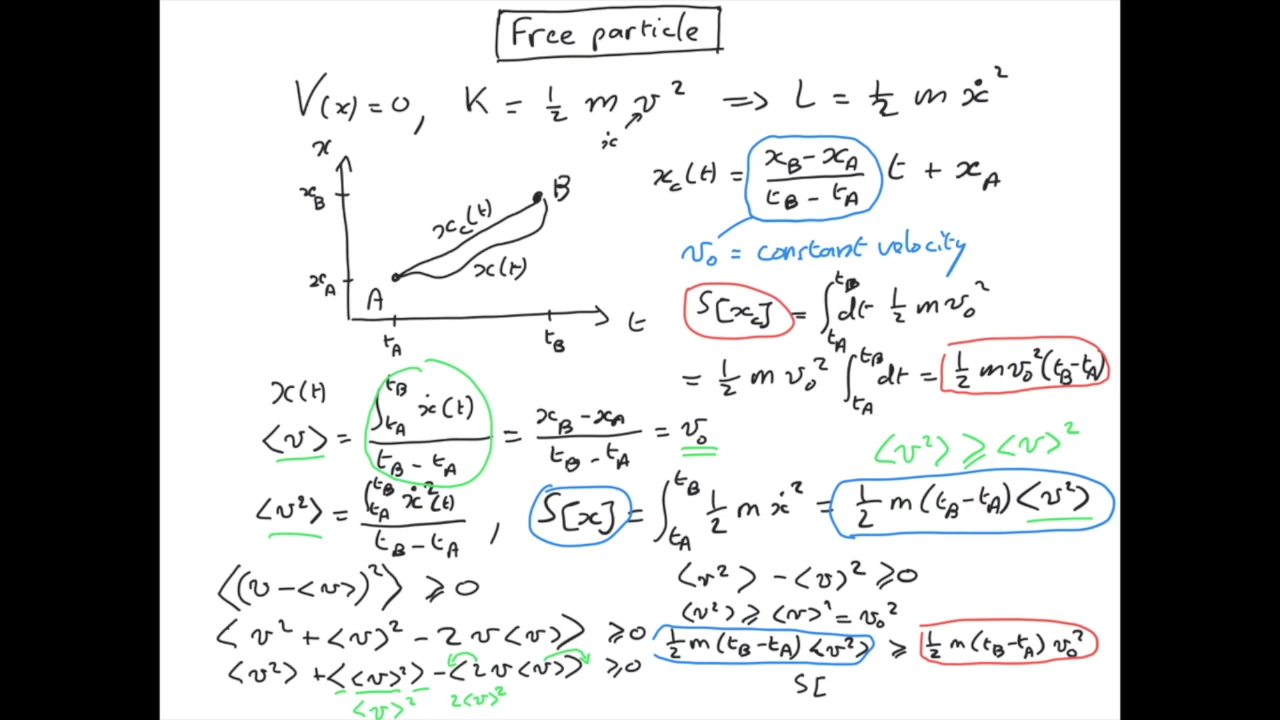 Free particle
V(x) = 0, K = 1/2 m v² ⇒ L = 1/2 m ẋ²
ẋ
x
x_B
x_A
A
B
x_c(t)
x(t)
t_A
t_B
t
x_c(t) = (x_B - x_A)/(t_B - t_A) t + x_A
v₀ = constant velocity
S[x_c] = ∫_{t_A}^{t_B} dt 1/2 m v₀²
= 1/2 m v₀² ∫_{t_A}^{t_B} dt = 1/2 m v₀² (t_B - t_A)
x(t)
<v> = (∫_{t_A}^{t_B} ẋ(t))/(t_B - t_A) = (x_B - x_A)/(t_B - t_A) = v₀
<v²> ⩾ <v>²
<v²> = (∫_{t_A}^{t_B} ẋ²(t))/(t_B - t_A), S[x] = ∫_{t_A}^{t_B} 1/2 m ẋ² = 1/2 m (t_B - t_A) <v²>
<(v - <v>)²> ⩾ 0
<v² + <v>² - 2 v <v>> ⩾ 0
<v²> + <<v>²> - <2 v <v>> ⩾ 0
<v>²
2<v>²
<v²> - <v>² ⩾ 0
<v²> ⩾ <v>² = v₀²
1/2 m (t_B - t_A) <v²> ⩾ 1/2 m (t_B - t_A) v₀²
S[